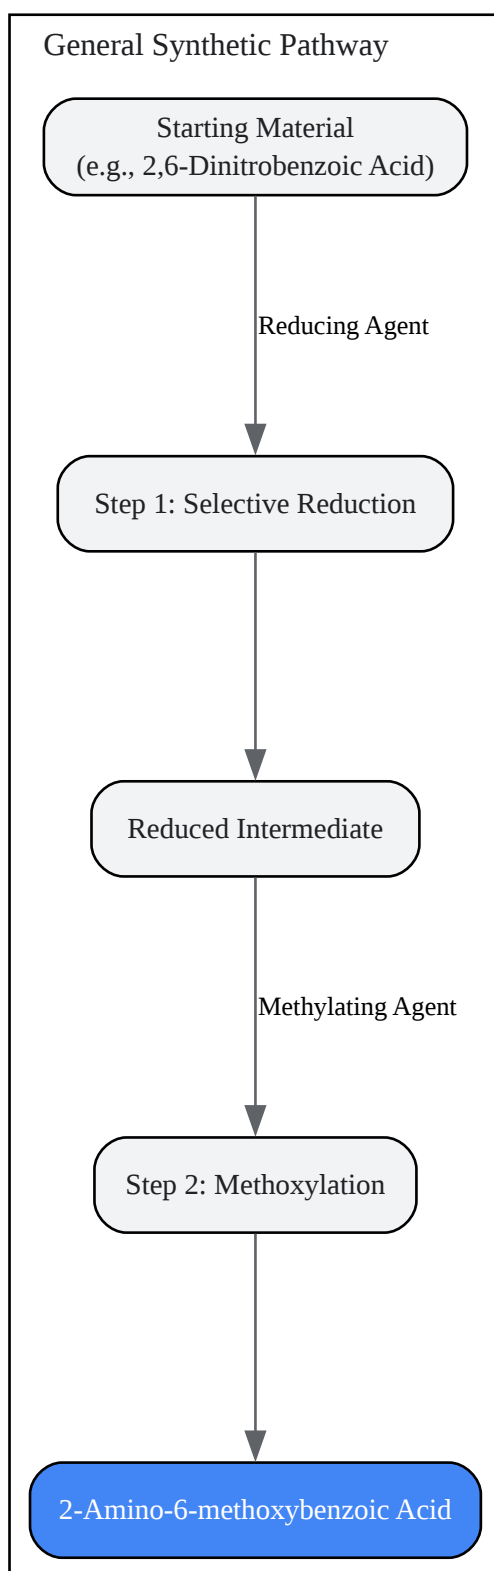 General Synthetic Pathway
Starting Material
(e.g., 2,6-Dinitrobenzoic Acid)
Reducing Agent
Step 1: Selective Reduction
Reduced Intermediate
Methylating Agent
Step 2: Methoxylation
2-Amino-6-methoxybenzoic Acid